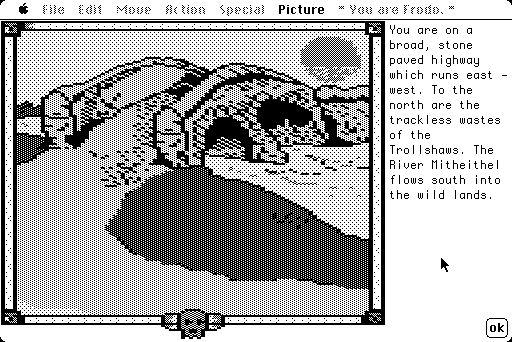 File Edit Move Action Special Picture * You are Frodo. *
You are on a
broad, stone
paved highway
which runs east -
west. To the
north are the
trackless wastes
of the
Trollshaws. The
River Mitheithel
flows south into
the wild lands.
ok